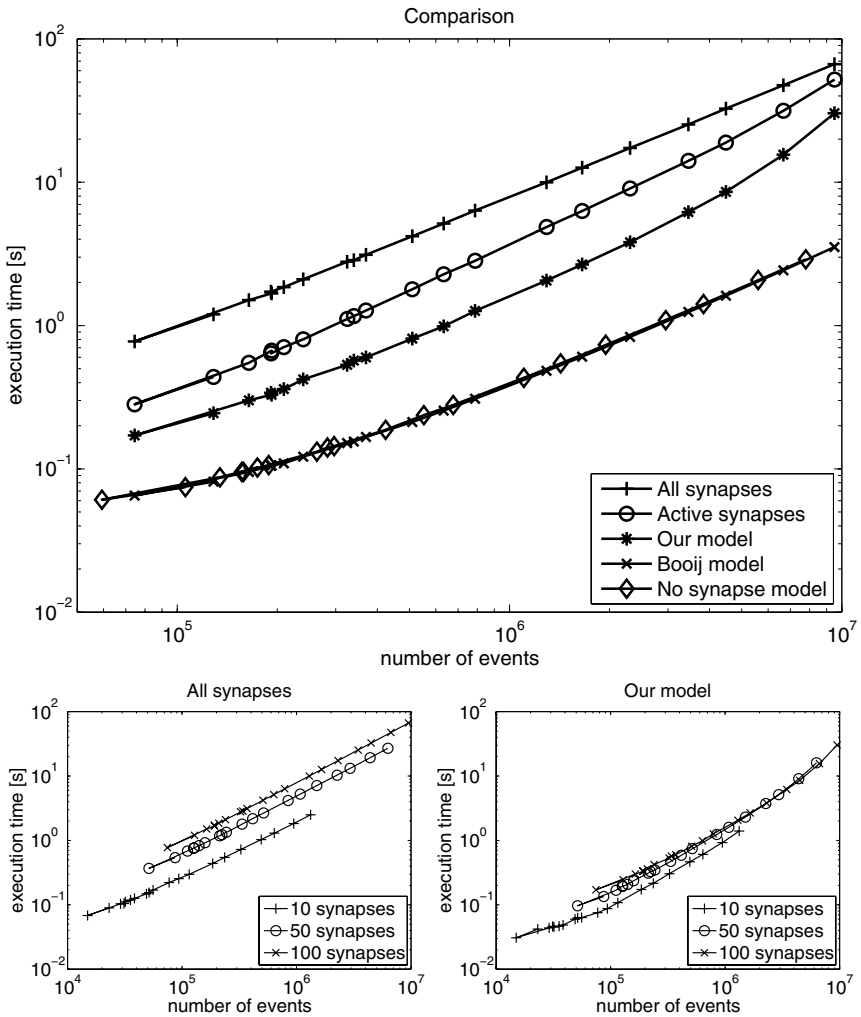 Comparison
execution time [s]
10^2
10^1
10^0
10^-1
10^-2
10^5
10^6
10^7
number of events
All synapses
Active synapses
Our model
Booij model
No synapse model
All synapses
execution time [s]
10^2
10^1
10^0
10^-1
10^-2
10^4
10^5
10^6
10^7
number of events
10 synapses
50 synapses
100 synapses
Our model
execution time [s]
10^2
10^1
10^0
10^-1
10^-2
10^4
10^5
10^6
10^7
number of events
10 synapses
50 synapses
100 synapses